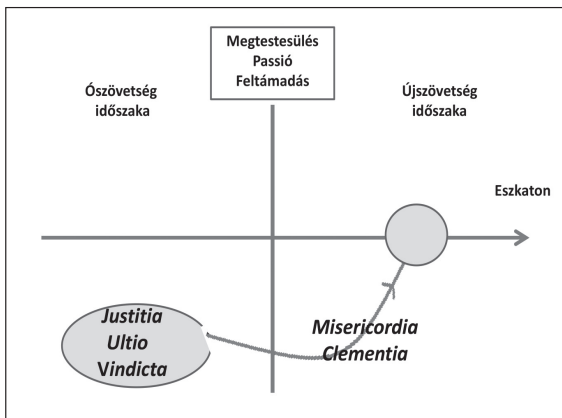 Megtestesülés
Passió
Feltámadás
Ószövetség
időszaka
Újszövetség
időszaka
Eszkaton
Justitia
Ultio
Vindicta
Misericordia
Clementia